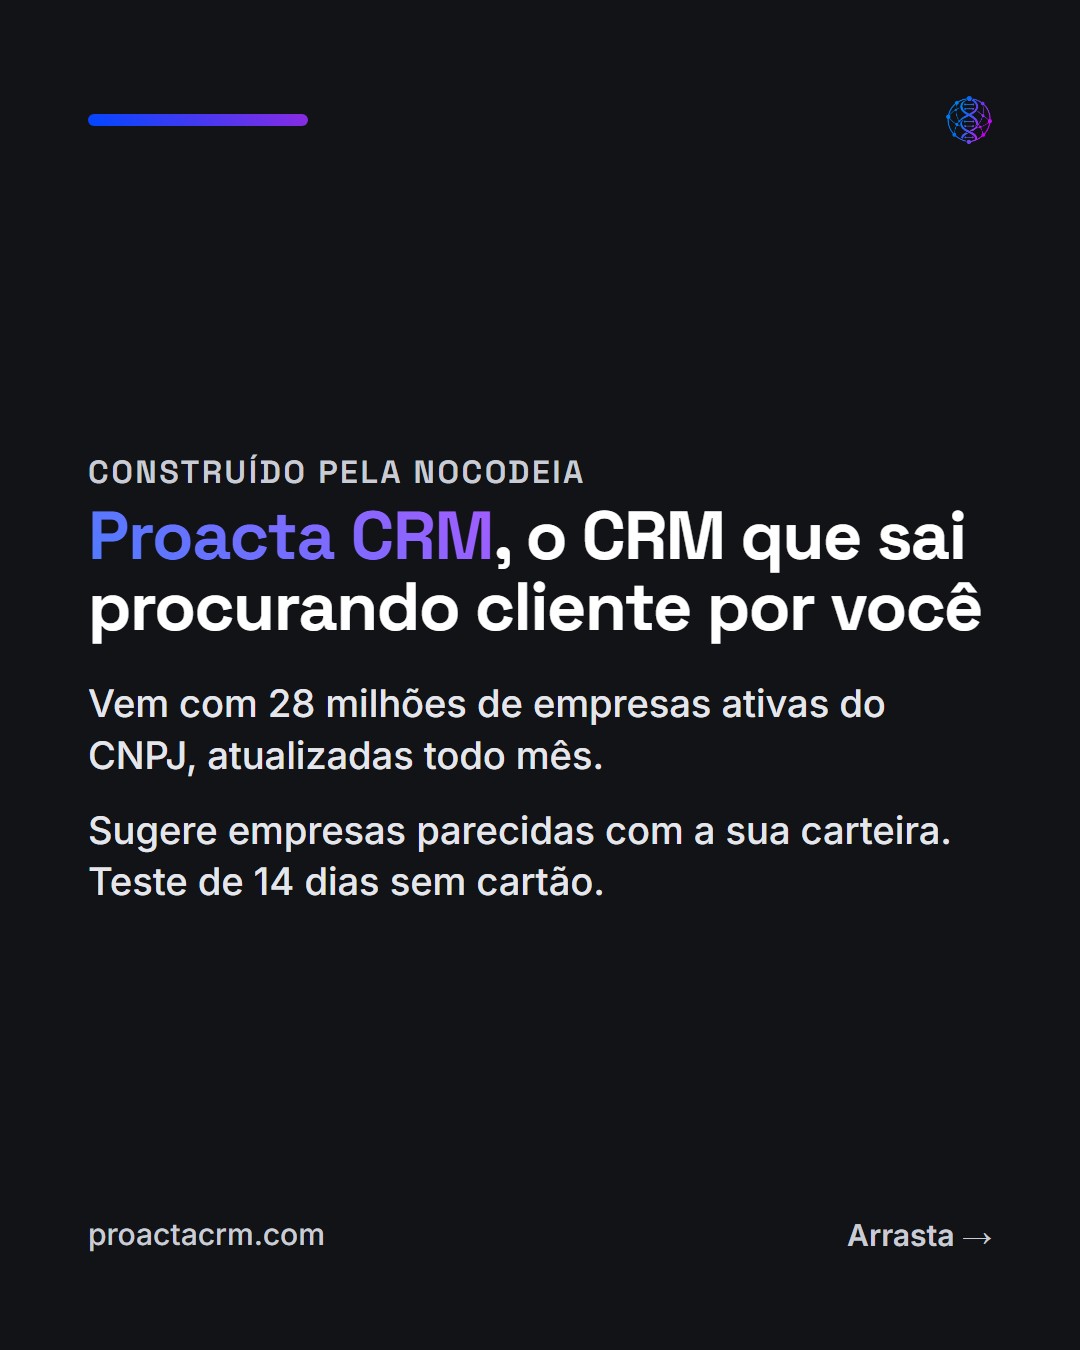 CONSTRUÍDO PELA NOCODEIA
Proacta CRM, o CRM que sai
procurando cliente por você
Vem com 28 milhões de empresas ativas do
CNPJ, atualizadas todo mês.
Sugere empresas parecidas com a sua carteira.
Teste de 14 dias sem cartão.
proactacrm.com
Arrasta →